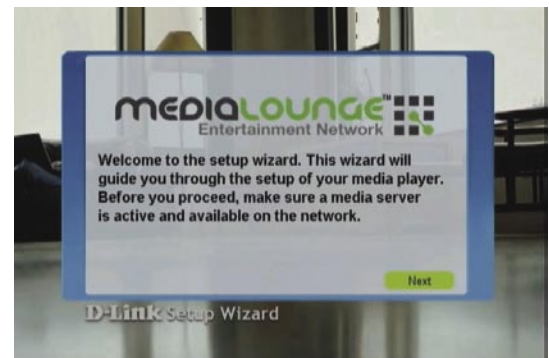 MEDIALOUNGE™
Entertainment Network
Welcome to the setup wizard. This wizard will
guide you through the setup of your media player.
Before you proceed, make sure a media server
is active and available on the network.
Next
D-Link Setup Wizard